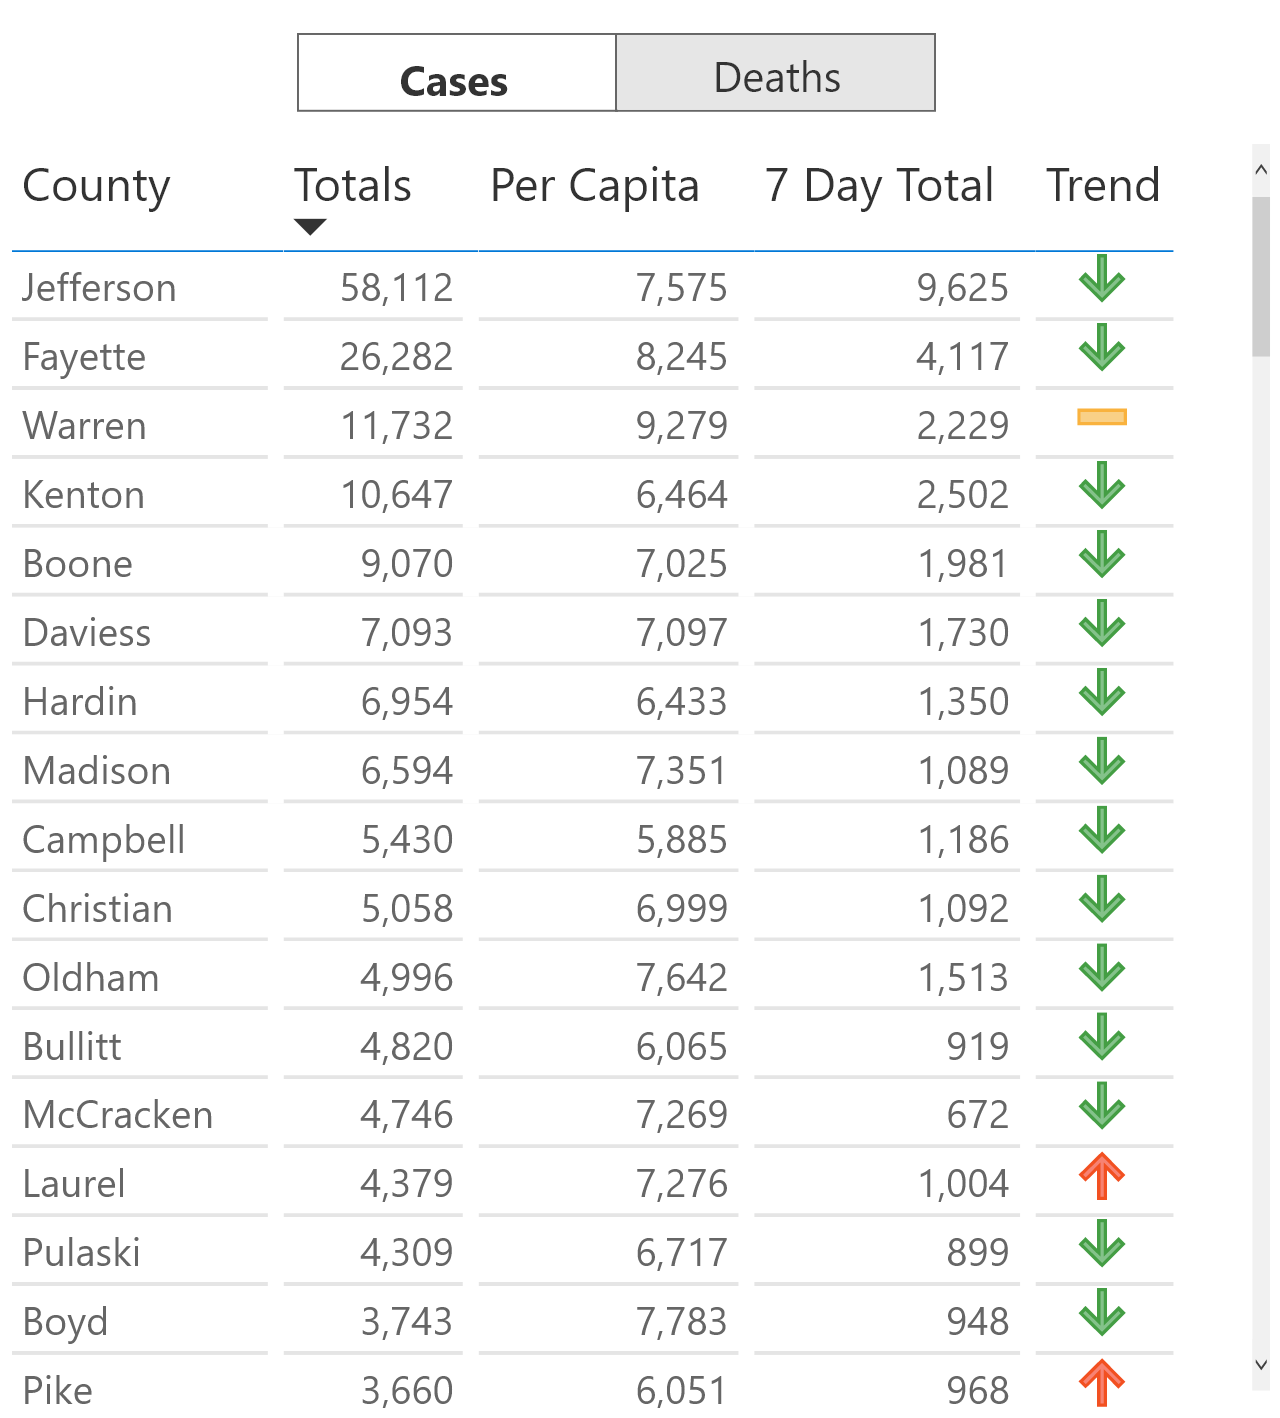 Cases Deaths
County Totals Per Capita 7 Day Total Trend
Jefferson 58,112 7,575 9,625
Fayette 26,282 8,245 4,117
Warren 11,732 9,279 2,229
Kenton 10,647 6,464 2,502
Boone 9,070 7,025 1,981
Daviess 7,093 7,097 1,730
Hardin 6,954 6,433 1,350
Madison 6,594 7,351 1,089
Campbell 5,430 5,885 1,186
Christian 5,058 6,999 1,092
Oldham 4,996 7,642 1,513
Bullitt 4,820 6,065 919
McCracken 4,746 7,269 672
Laurel 4,379 7,276 1,004
Pulaski 4,309 6,717 899
Boyd 3,743 7,783 948
Pike 3,660 6,051 968